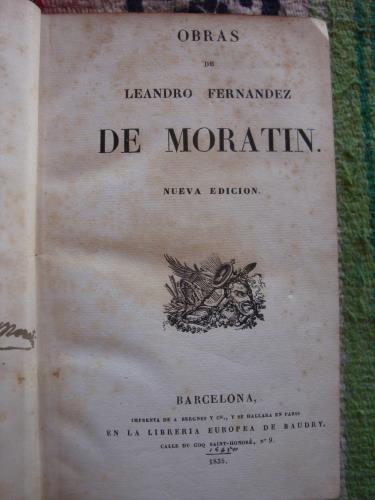 OBRAS
DE
LEANDRO FERNANDEZ
DE MORATIN.
NUEVA EDICION.
BARCELONA,
IMPRENTA DE A BERGNES Y Cª., Y SE HALLARA EN PARIS
EN LA LIBRERIA EUROPEA DE BAUDRY,
CALLE DU COQ SAINT-HONORÉ, Nº 9.
1835.